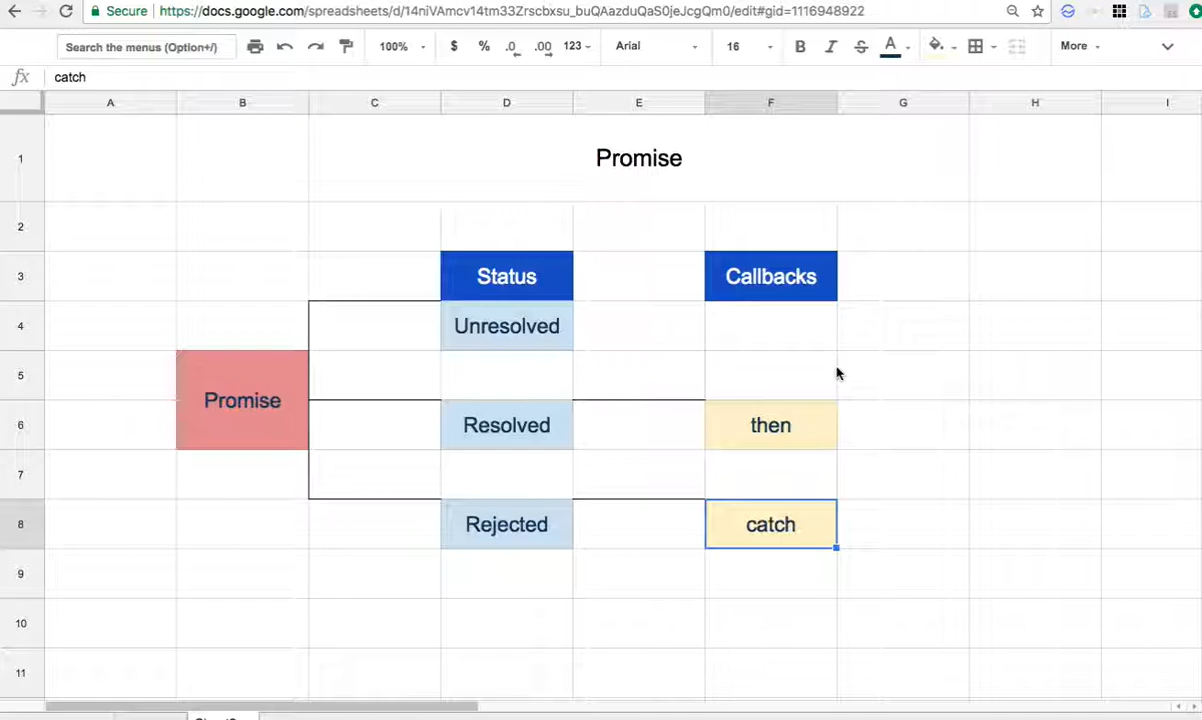 Secure
https://docs.google.com/spreadsheets/d/14niVAmcv14tm33Zrscbxsu_buQAazduQaS0jeJcgQm0/edit#gid=1116948922
Search the menus (Option+/)
100%
$
%
.0
.00
123
Arial
16
B
I
S
A
More
fx
catch
A
B
C
D
E
F
G
H
I
1
Promise
2
3
Status
Callbacks
4
Unresolved
5
Promise
6
Resolved
then
7
8
Rejected
catch
9
10
11